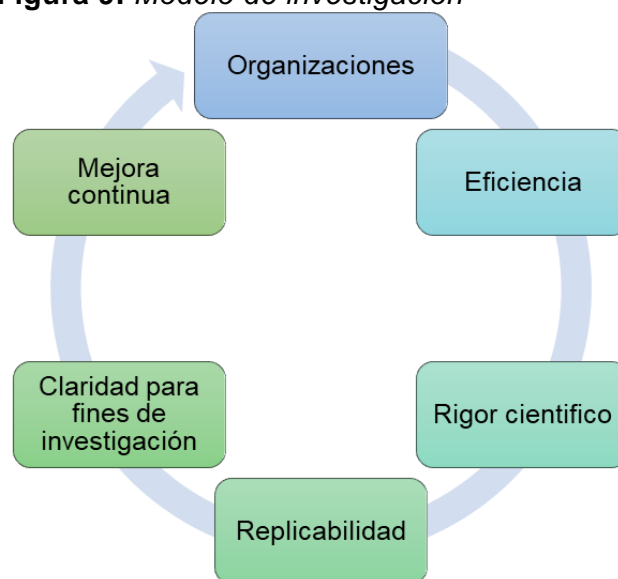 Organizaciones
Eficiencia
Rigor cientifico
Replicabilidad
Claridad para
fines de
investigación
Mejora
continua